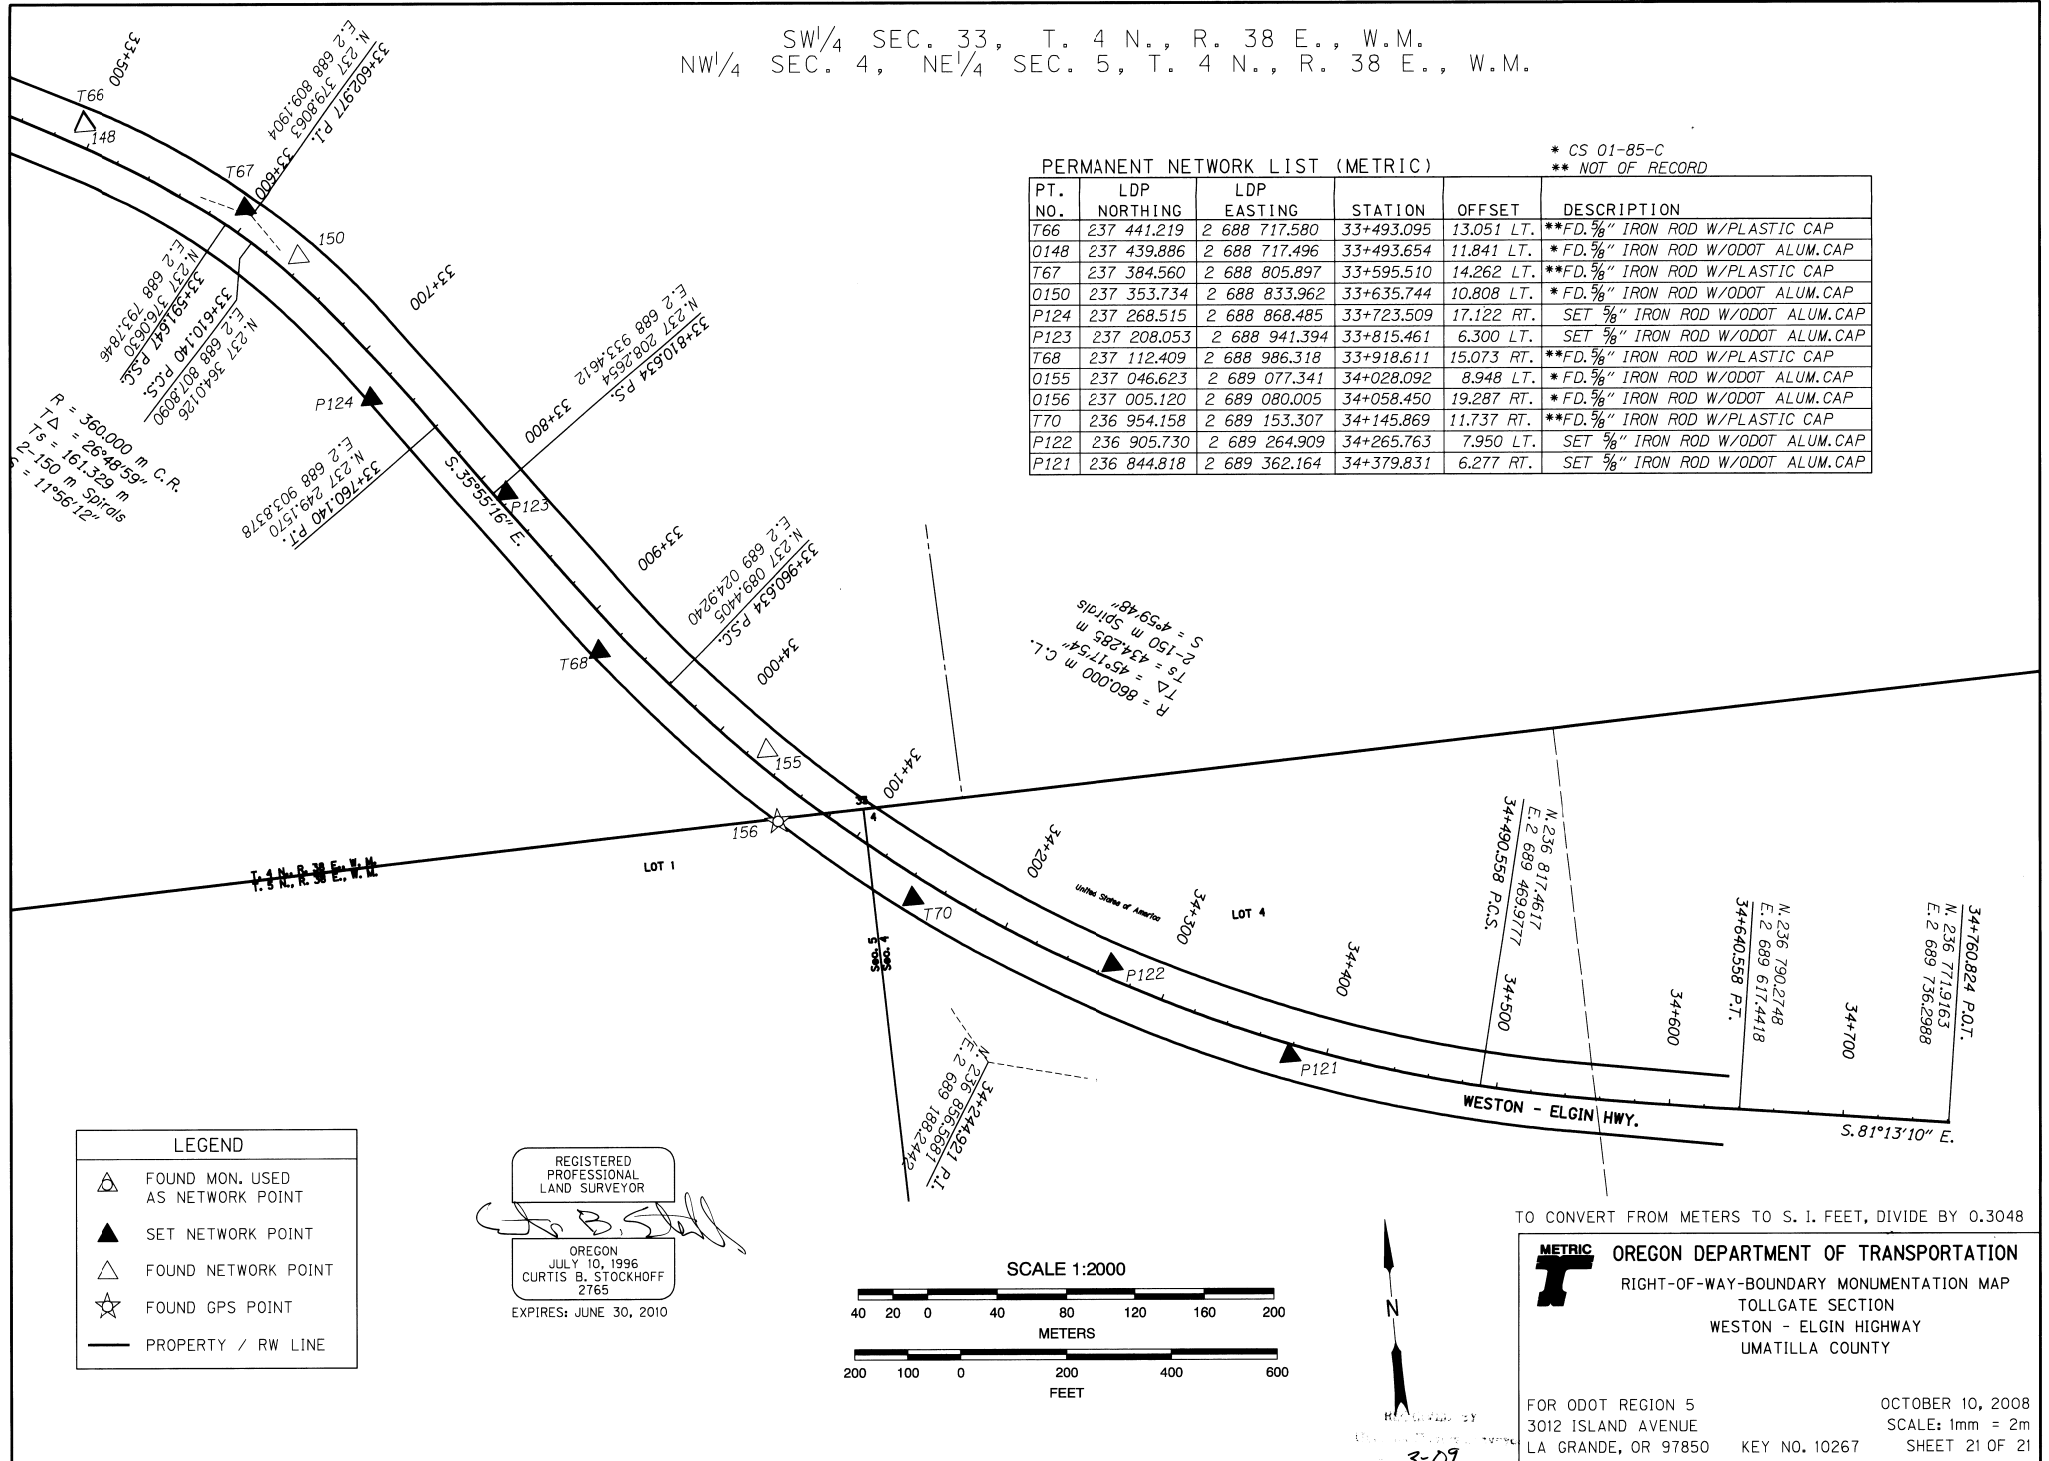 SW1/4 SEC. 33, T. 4 N., R. 38 E., W.M.
NW1/4 SEC. 4, NE1/4 SEC. 5, T. 4 N., R. 38 E., W.M.
* CS 01-85-C
** NOT OF RECORD
PERMANENT NETWORK LIST (METRIC)
PT. NO. LDP NORTHING LDP EASTING STATION OFFSET DESCRIPTION
T66 237 441.219 2 688 717.580 33+493.095 13.051 LT. **FD. 5/8" IRON ROD W/PLASTIC CAP
0148 237 439.886 2 688 717.496 33+493.654 11.841 LT. * FD. 5/8" IRON ROD W/ODOT ALUM.CAP
T67 237 384.560 2 688 805.897 33+595.510 14.262 LT. **FD. 5/8" IRON ROD W/PLASTIC CAP
0150 237 353.734 2 688 833.962 33+635.744 10.808 LT. * FD. 5/8" IRON ROD W/ODOT ALUM.CAP
P124 237 268.515 2 688 868.485 33+723.509 17.122 RT. SET 5/8" IRON ROD W/ODOT ALUM.CAP
P123 237 208.053 2 688 941.394 33+815.461 6.300 LT. SET 5/8" IRON ROD W/ODOT ALUM.CAP
T68 237 112.409 2 688 986.318 33+918.611 15.073 RT. **FD. 5/8" IRON ROD W/PLASTIC CAP
0155 237 046.623 2 689 077.341 34+028.092 8.948 LT. * FD. 5/8" IRON ROD W/ODOT ALUM.CAP
0156 237 005.120 2 689 080.005 34+058.450 19.287 RT. * FD. 5/8" IRON ROD W/ODOT ALUM.CAP
T70 236 954.158 2 689 153.307 34+145.869 11.737 RT. **FD. 5/8" IRON ROD W/PLASTIC CAP
P122 236 905.730 2 689 264.909 34+265.763 7.950 LT. SET 5/8" IRON ROD W/ODOT ALUM.CAP
P121 236 844.818 2 689 362.164 34+379.831 6.277 RT. SET 5/8" IRON ROD W/ODOT ALUM.CAP
33+500
T66
148
33+602.977 P.I.
N. 237 379.8063
E.2 688 809.1904
T67
33+600
150
33+700
33+591.647 P.S.C.
N.237 376.0630
E.2 688 793.7846
33+610.140 P.C.S.
N.237 364.0126
E.2 688 807.8090
R = 360.000 m C.R.
T△ = 26°48'59"
Ts = 161.329 m
2-150 m Spirals
S = 11°56'12"
P124
33+760.140 P.T.
N.237 249.1570
E.2 688 903.8378
33+810.634 P.S.
N.237 208.2654
E.2 688 933.4612
33+800
S.35°55'16" E.
P123
33+900
T68
33+960.634 P.S.C.
N.237 089.4405
E.2 689 024.9240
34+000
R = 860.000 m C.L.
T△ = 45°17'54"
Ts = 434.285 m
2-150 m Spirals
S = 4°59'48"
155
34+100
156
4
T. 4 N., R. 38 E., W. M.
T. 5 N., R. 38 E., W. M.
LOT 1
34+200
United States of America
LOT 4
T70
Sec. 5
Sec. 4
34+300
P122
34+400
P121
34+244.921 P.I.
N. 236 856.5681
E.2 689 188.2442
34+490.558 P.C.S.
N.236 817.4617
E.2 689 469.9777
34+500
34+600
34+640.558 P.T.
N.236 790.2748
E.2 689 617.4418
34+700
34+760.824 P.O.T.
N. 236 771.9163
E.2 689 736.2988
WESTON - ELGIN HWY.
S.81°13'10" E.
LEGEND
FOUND MON. USED
AS NETWORK POINT
SET NETWORK POINT
FOUND NETWORK POINT
FOUND GPS POINT
PROPERTY / RW LINE
REGISTERED
PROFESSIONAL
LAND SURVEYOR
OREGON
JULY 10, 1996
CURTIS B. STOCKHOFF
2765
EXPIRES: JUNE 30, 2010
SCALE 1:2000
40 20 0 40 80 120 160 200
METERS
200 100 0 200 400 600
FEET
N
3-09
TO CONVERT FROM METERS TO S. I. FEET, DIVIDE BY 0.3048
METRIC
OREGON DEPARTMENT OF TRANSPORTATION
RIGHT-OF-WAY-BOUNDARY MONUMENTATION MAP
TOLLGATE SECTION
WESTON - ELGIN HIGHWAY
UMATILLA COUNTY
FOR ODOT REGION 5 OCTOBER 10, 2008
3012 ISLAND AVENUE SCALE: 1mm = 2m
LA GRANDE, OR 97850 KEY NO. 10267 SHEET 21 OF 21